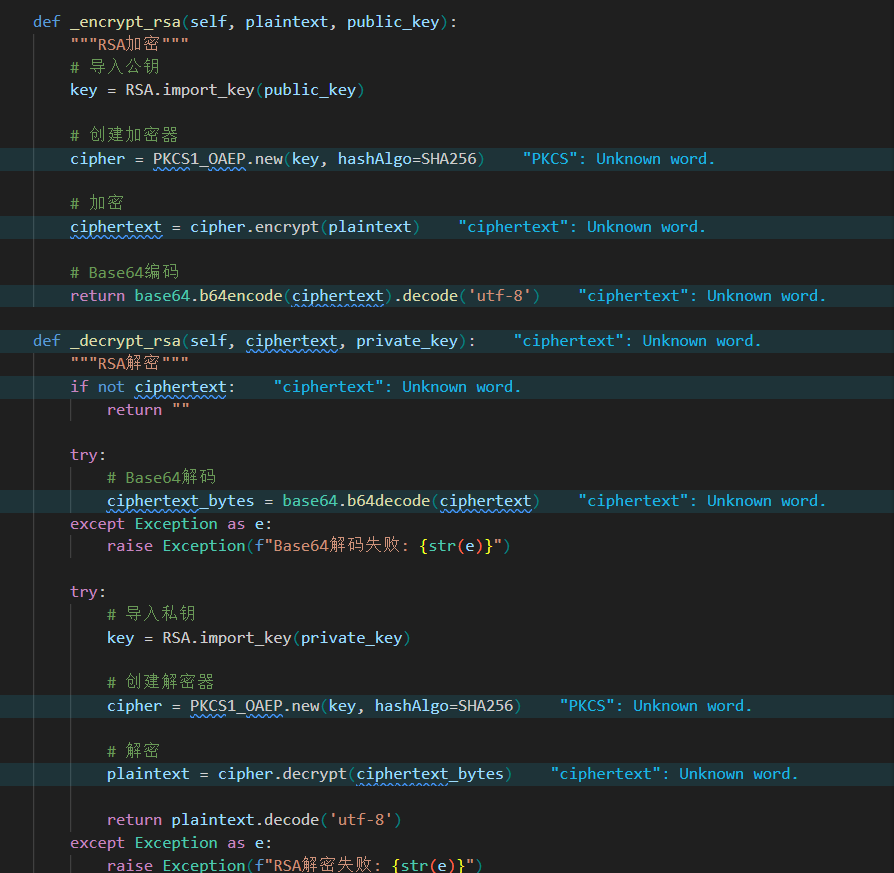 def _encrypt_rsa(self, plaintext, public_key):
"""RSA加密"""
# 导入公钥
key = RSA.import_key(public_key)
# 创建加密器
cipher = PKCS1_OAEP.new(key, hashAlgo=SHA256) "PKCS": Unknown word.
# 加密
ciphertext = cipher.encrypt(plaintext) "ciphertext": Unknown word.
# Base64编码
return base64.b64encode(ciphertext).decode('utf-8') "ciphertext": Unknown word.
def _decrypt_rsa(self, ciphertext, private_key): "ciphertext": Unknown word.
"""RSA解密"""
if not ciphertext: "ciphertext": Unknown word.
return ""
try:
# Base64解码
ciphertext_bytes = base64.b64decode(ciphertext) "ciphertext": Unknown word.
except Exception as e:
raise Exception(f"Base64解码失败: {str(e)}")
try:
# 导入私钥
key = RSA.import_key(private_key)
# 创建解密器
cipher = PKCS1_OAEP.new(key, hashAlgo=SHA256) "PKCS": Unknown word.
# 解密
plaintext = cipher.decrypt(ciphertext_bytes) "ciphertext": Unknown word.
return plaintext.decode('utf-8')
except Exception as e:
raise Exception(f"RSA解密失败: {str(e)}")